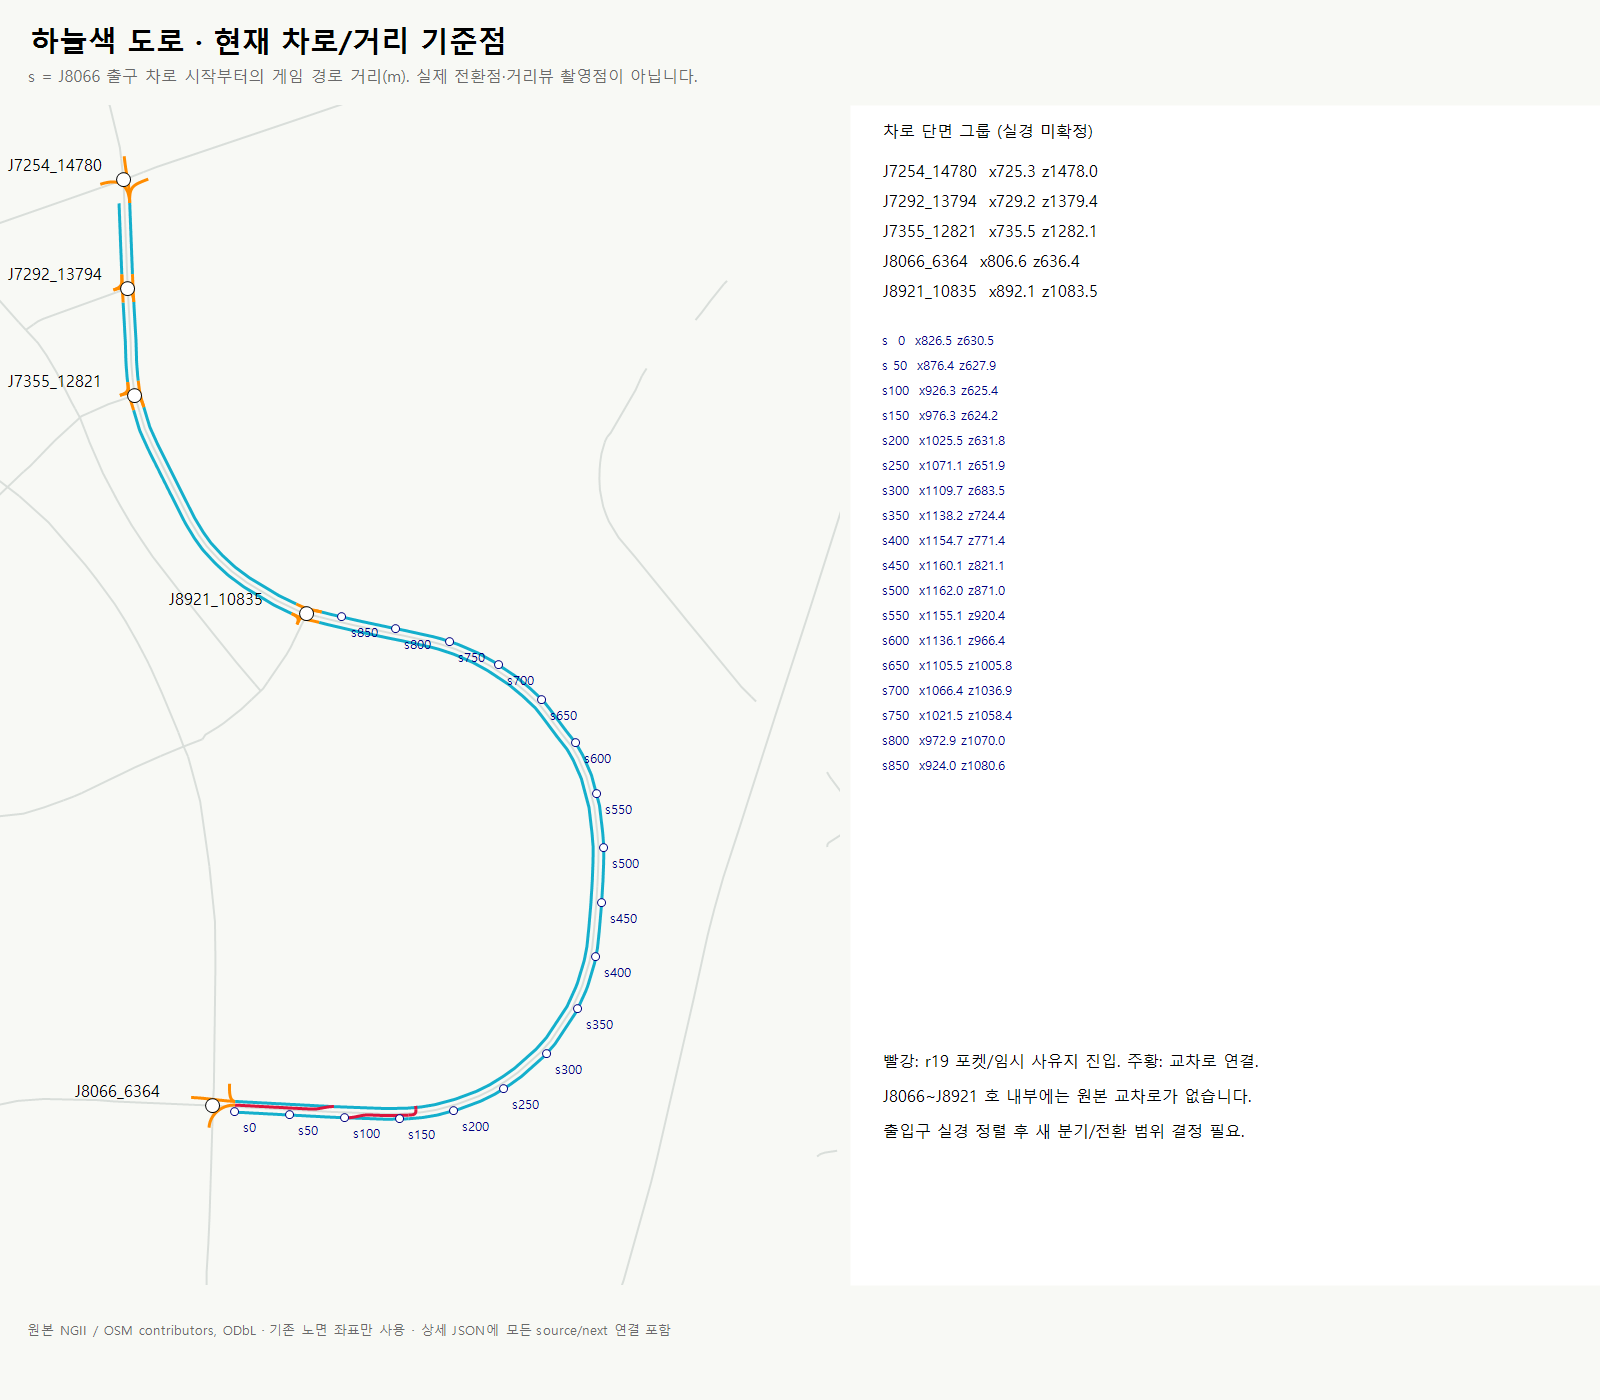 하늘색 도로 · 현재 차로/거리 기준점
s = J8066 출구 차로 시작부터의 게임 경로 거리(m). 실제 전환점·거리뷰 촬영점이 아닙니다.
J7254_14780
J7292_13794
J7355_12821
J8921_10835
s850
s800
s750
s700
s650
s600
s550
s500
s450
s400
s350
s300
s250
s200
s150
s100
s50
s0
J8066_6364
차로 단면 그룹 (실경 미확정)
J7254_14780 x725.3 z1478.0
J7292_13794 x729.2 z1379.4
J7355_12821 x735.5 z1282.1
J8066_6364 x806.6 z636.4
J8921_10835 x892.1 z1083.5
s 0 x826.5 z630.5
s 50 x876.4 z627.9
s100 x926.3 z625.4
s150 x976.3 z624.2
s200 x1025.5 z631.8
s250 x1071.1 z651.9
s300 x1109.7 z683.5
s350 x1138.2 z724.4
s400 x1154.7 z771.4
s450 x1160.1 z821.1
s500 x1162.0 z871.0
s550 x1155.1 z920.4
s600 x1136.1 z966.4
s650 x1105.5 z1005.8
s700 x1066.4 z1036.9
s750 x1021.5 z1058.4
s800 x972.9 z1070.0
s850 x924.0 z1080.6
빨강: r19 포켓/임시 사유지 진입. 주황: 교차로 연결.
J8066~J8921 호 내부에는 원본 교차로가 없습니다.
출입구 실경 정렬 후 새 분기/전환 범위 결정 필요.
원본 NGII / OSM contributors, ODbL · 기존 노면 좌표만 사용 · 상세 JSON에 모든 source/next 연결 포함